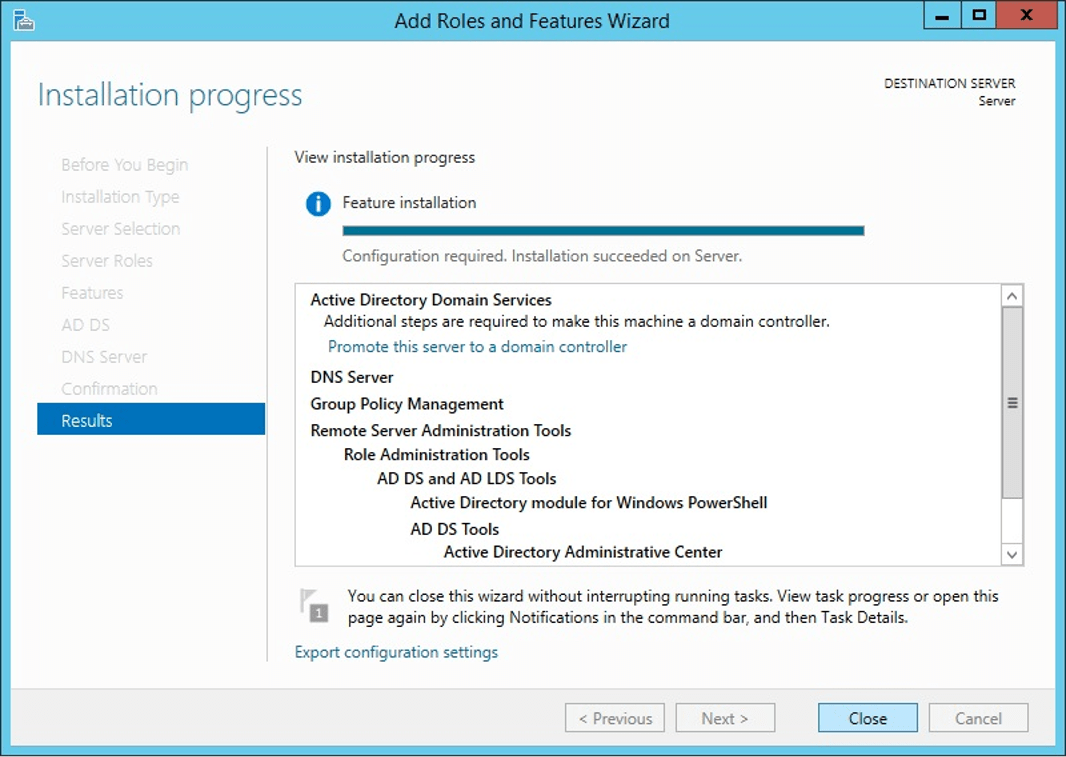 Add Roles and Features Wizard
Installation progress
DESTINATION SERVER
Server
Before You Begin
Installation Type
Server Selection
Server Roles
Features
AD DS
DNS Server
Confirmation
Results
View installation progress
Feature installation
Configuration required. Installation succeeded on Server.
Active Directory Domain Services
Additional steps are required to make this machine a domain controller.
Promote this server to a domain controller
DNS Server
Group Policy Management
Remote Server Administration Tools
Role Administration Tools
AD DS and AD LDS Tools
Active Directory module for Windows PowerShell
AD DS Tools
Active Directory Administrative Center
1
You can close this wizard without interrupting running tasks. View task progress or open this
page again by clicking Notifications in the command bar, and then Task Details.
Export configuration settings
< Previous
Next >
Close
Cancel